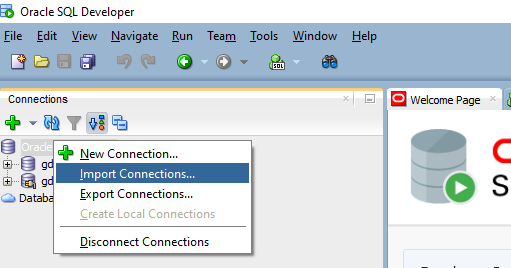 Oracle SQL Developer
File Edit View Navigate Run Team Tools Window Help
SQL
Connections
Welcome Page
Oracle
New Connection...
gd
Import Connections...
gd
Export Connections...
Databa
Create Local Connections
Disconnect Connections
O
S